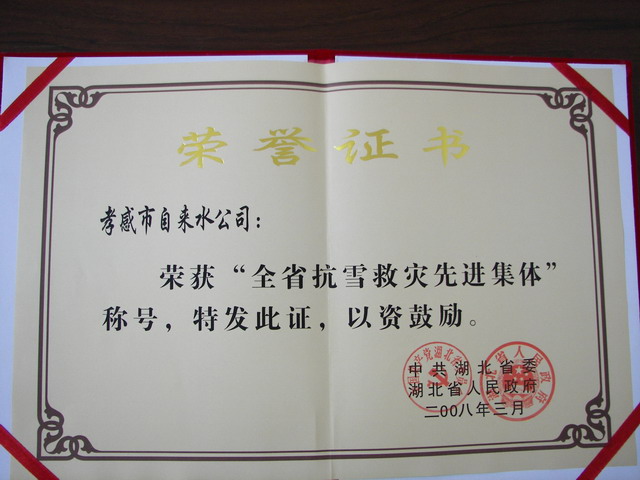 荣誉证书
孝感市自来水公司：
荣获“全省抗雪救灾先进集体”
称号，特发此证，以资鼓励。
中共湖北省委
湖北省人民政府
二00八年三月